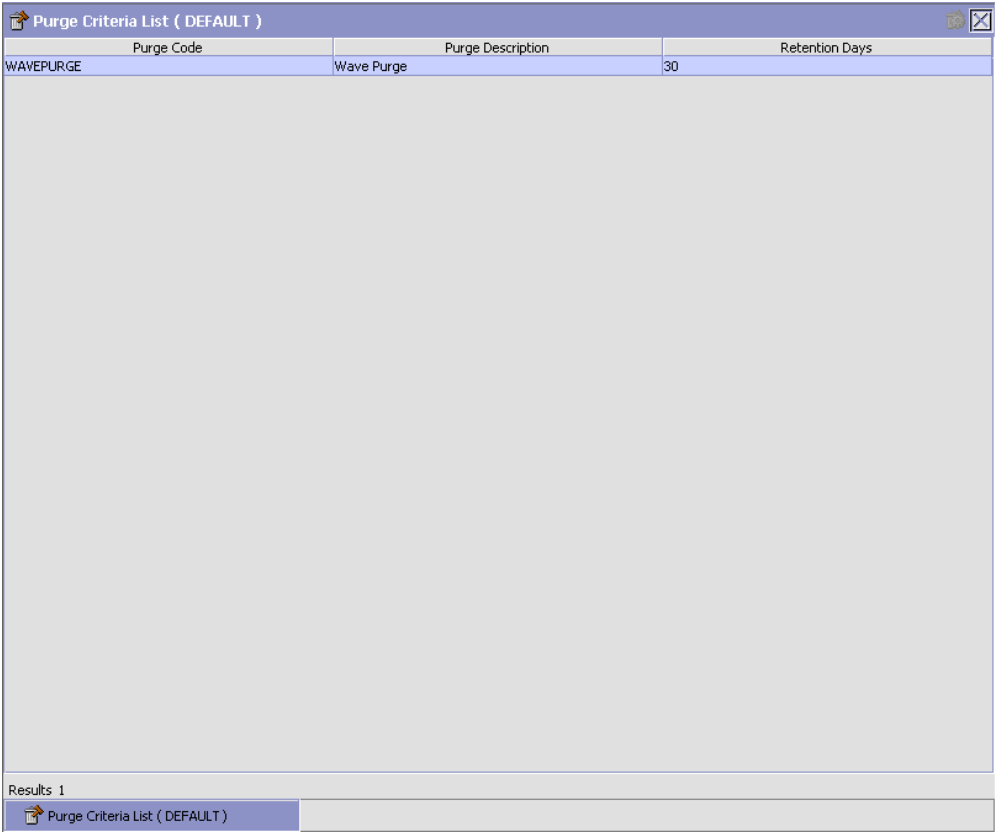 Purge Criteria List ( DEFAULT )
Purge Code Purge Description Retention Days
WAVEPURGE Wave Purge 30
Results 1
Purge Criteria List ( DEFAULT )